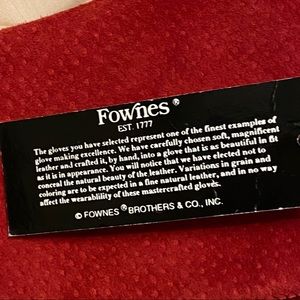 Fownes®
EST. 1777
The gloves you have selected represent one of the finest examples of
glove making excellence. We have carefully chosen soft, magnificent
leather and crafted it, by hand, into a glove that is as beautiful in fit
as it is in appearance. You will notice that we have elected not to
conceal the natural beauty of the leather. Variations in grain and
coloring are to be expected in a fine natural leather, and in no way
affect the wearablility of these mastercrafted gloves.
© FOWNES® BROTHERS & CO., INC.